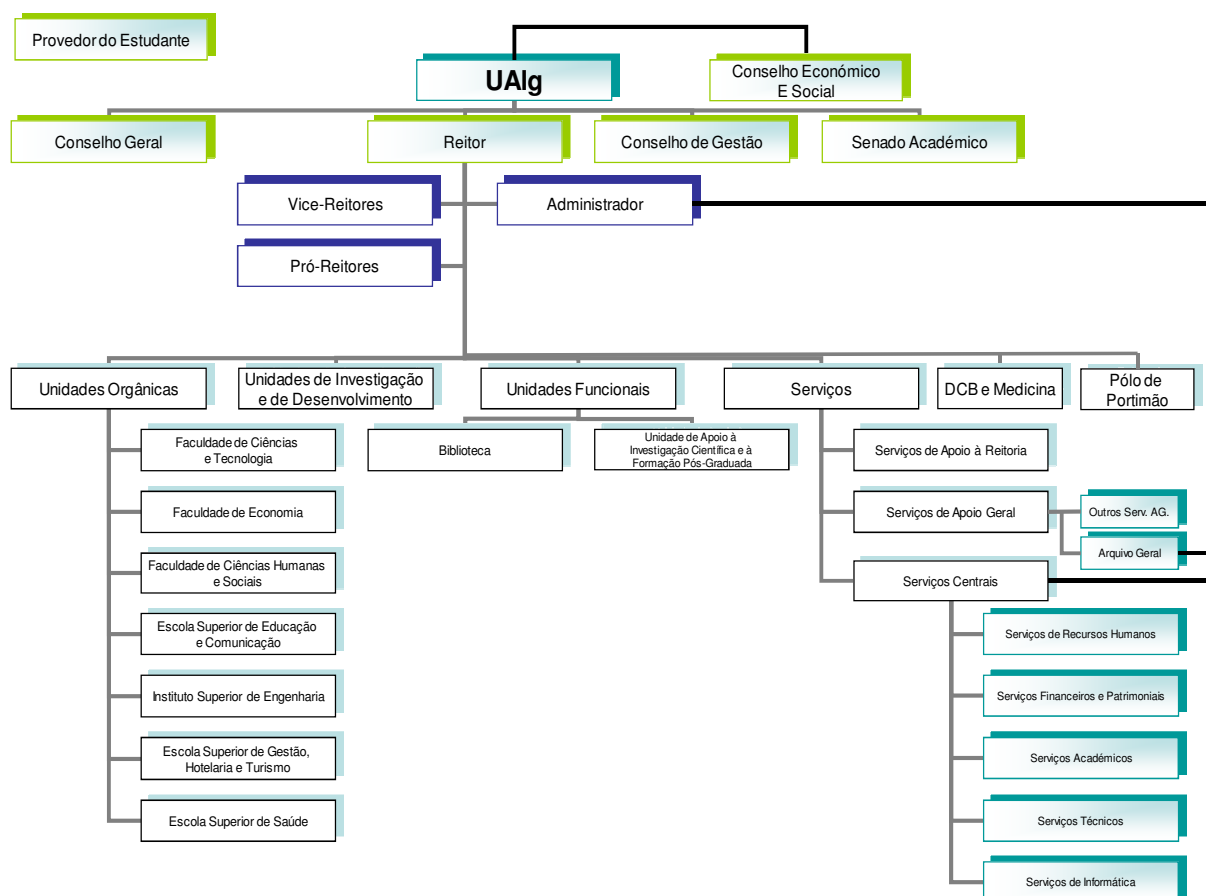 Provedor do Estudante
UAlg
Conselho Económico
E Social
Conselho Geral
Reitor
Conselho de Gestão
Senado Académico
Vice-Reitores
Administrador
Pró-Reitores
Unidades Orgânicas
Unidades de Investigação
e de Desenvolvimento
Unidades Funcionais
Serviços
DCB e Medicina
Pólo de
Portimão
Faculdade de Ciências
e Tecnologia
Biblioteca
Unidade de Apoio à
Investigação Científica e à
Formação Pós-Graduada
Serviços de Apoio à Reitoria
Faculdade de Economia
Serviços de Apoio Geral
Outros Serv. AG.
Arquivo Geral
Faculdade de Ciências Humanas
e Sociais
Serviços Centrais
Escola Superior de Educação
e Comunicação
Serviços de Recursos Humanos
Instituto Superior de Engenharia
Serviços Financeiros e Patrimoniais
Escola Superior de Gestão,
Hotelaria e Turismo
Serviços Académicos
Escola Superior de Saúde
Serviços Técnicos
Serviços de Informática